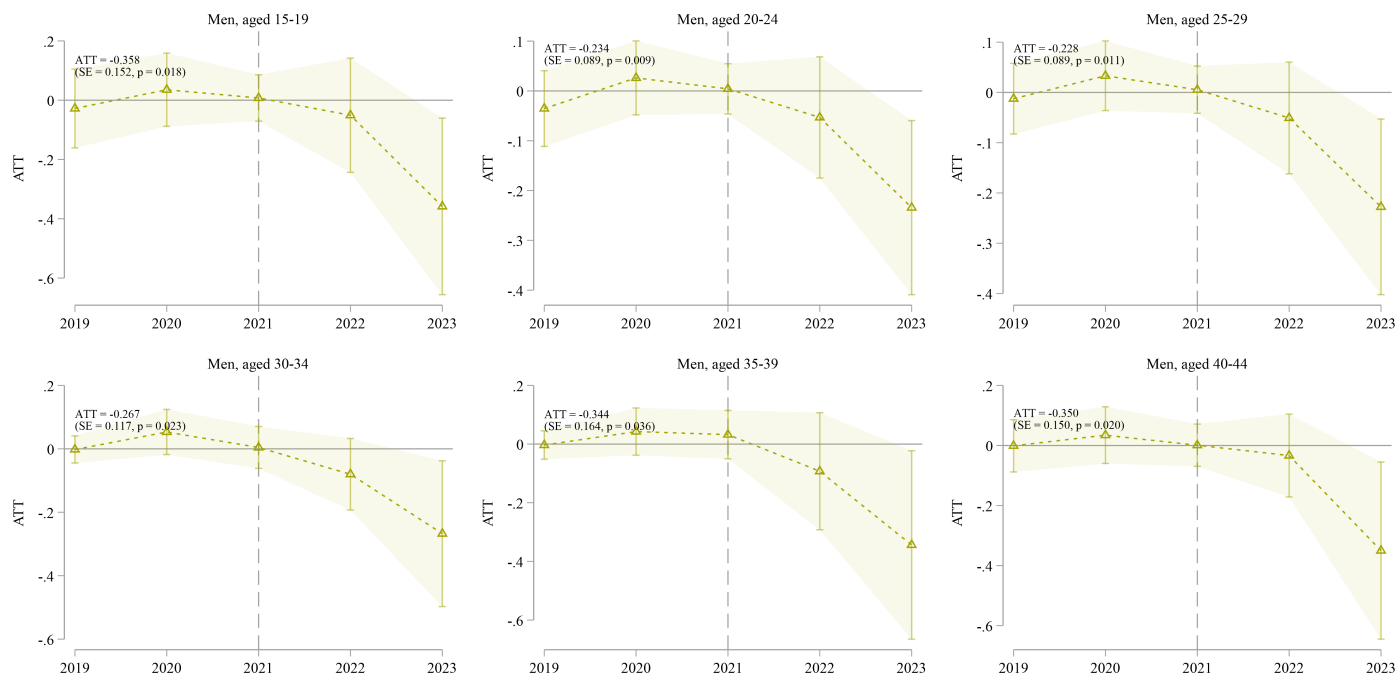 Men, aged 15-19
ATT = -0.358
(SE = 0.152, p = 0.018)
.2
0
-.2
-.4
-.6
ATT
2019 2020 2021 2022 2023
Men, aged 20-24
ATT = -0.234
(SE = 0.089, p = 0.009)
.1
0
-.1
-.2
-.3
-.4
ATT
2019 2020 2021 2022 2023
Men, aged 25-29
ATT = -0.228
(SE = 0.089, p = 0.011)
.1
0
-.1
-.2
-.3
-.4
ATT
2019 2020 2021 2022 2023
Men, aged 30-34
ATT = -0.267
(SE = 0.117, p = 0.023)
.2
0
-.2
-.4
-.6
ATT
2019 2020 2021 2022 2023
Men, aged 35-39
ATT = -0.344
(SE = 0.164, p = 0.036)
.2
0
-.2
-.4
-.6
ATT
2019 2020 2021 2022 2023
Men, aged 40-44
ATT = -0.350
(SE = 0.150, p = 0.020)
.2
0
-.2
-.4
-.6
ATT
2019 2020 2021 2022 2023